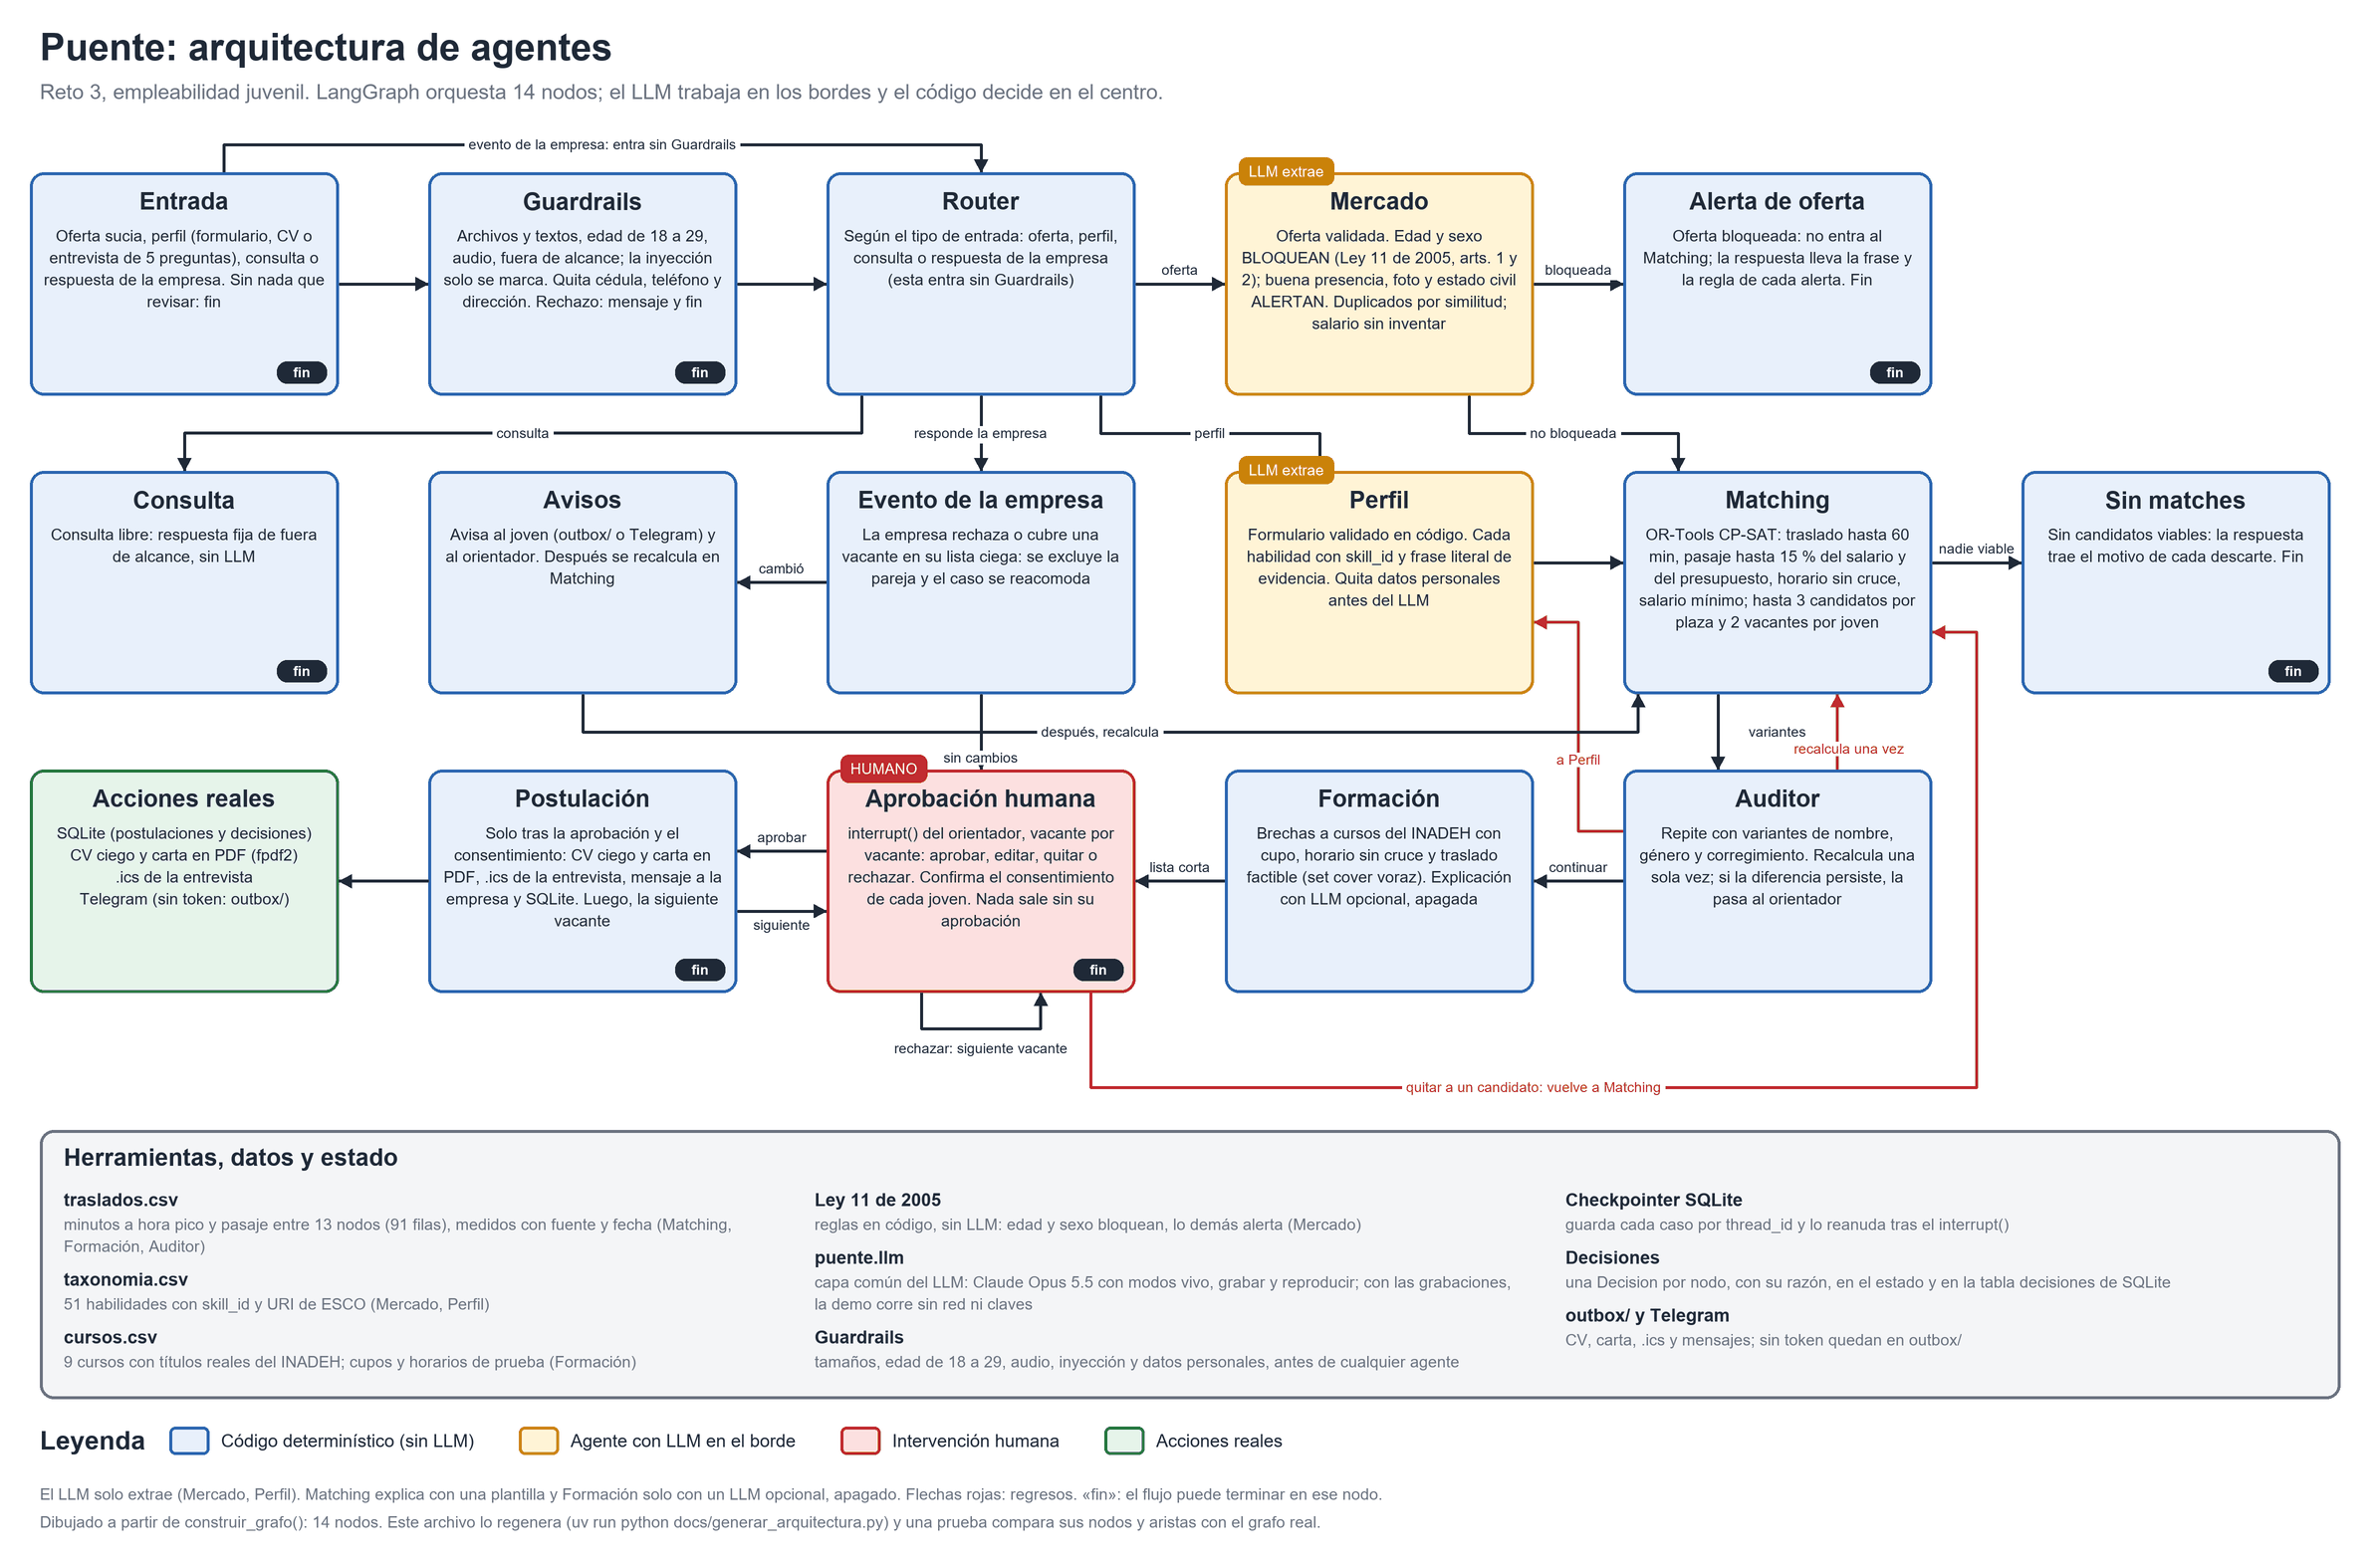 Puente: arquitectura de agentes
Reto 3, empleabilidad juvenil. LangGraph orquesta 14 nodos; el LLM trabaja en los bordes y el código decide en el centro.
evento de la empresa: entra sin Guardrails
Entrada
Oferta sucia, perfil (formulario, CV o
entrevista de 5 preguntas), consulta o
respuesta de la empresa. Sin nada que
revisar: fin
fin
Guardrails
Archivos y textos, edad de 18 a 29,
audio, fuera de alcance; la inyección
solo se marca. Quita cédula, teléfono y
dirección. Rechazo: mensaje y fin
fin
Router
Según el tipo de entrada: oferta, perfil,
consulta o respuesta de la empresa
(esta entra sin Guardrails)
oferta
LLM extrae
Mercado
Oferta validada. Edad y sexo
BLOQUEAN (Ley 11 de 2005, arts. 1 y
2); buena presencia, foto y estado civil
ALERTAN. Duplicados por similitud;
salario sin inventar
bloqueada
Alerta de oferta
Oferta bloqueada: no entra al
Matching; la respuesta lleva la frase y
la regla de cada alerta. Fin
fin
consulta
responde la empresa
perfil
no bloqueada
Consulta
Consulta libre: respuesta fija de fuera
de alcance, sin LLM
fin
Avisos
Avisa al joven (outbox/ o Telegram) y
al orientador. Después se recalcula en
Matching
cambió
Evento de la empresa
La empresa rechaza o cubre una
vacante en su lista ciega: se excluye la
pareja y el caso se reacomoda
LLM extrae
Perfil
Formulario validado en código. Cada
habilidad con skill_id y frase literal de
evidencia. Quita datos personales
antes del LLM
Matching
OR-Tools CP-SAT: traslado hasta 60
min, pasaje hasta 15 % del salario y
del presupuesto, horario sin cruce,
salario mínimo; hasta 3 candidatos por
plaza y 2 vacantes por joven
nadie viable
Sin matches
Sin candidatos viables: la respuesta
trae el motivo de cada descarte. Fin
fin
después, recalcula
sin cambios
a Perfil
variantes
recalcula una vez
Acciones reales
SQLite (postulaciones y decisiones)
CV ciego y carta en PDF (fpdf2)
.ics de la entrevista
Telegram (sin token: outbox/)
Postulación
Solo tras la aprobación y el
consentimiento: CV ciego y carta en
PDF, .ics de la entrevista, mensaje a la
empresa y SQLite. Luego, la siguiente
vacante
fin
aprobar
siguiente
HUMANO
Aprobación humana
interrupt() del orientador, vacante por
vacante: aprobar, editar, quitar o
rechazar. Confirma el consentimiento
de cada joven. Nada sale sin su
aprobación
fin
lista corta
Formación
Brechas a cursos del INADEH con
cupo, horario sin cruce y traslado
factible (set cover voraz). Explicación
con LLM opcional, apagada
continuar
Auditor
Repite con variantes de nombre,
género y corregimiento. Recalcula una
sola vez; si la diferencia persiste, la
pasa al orientador
rechazar: siguiente vacante
quitar a un candidato: vuelve a Matching
Herramientas, datos y estado
traslados.csv
minutos a hora pico y pasaje entre 13 nodos (91 filas), medidos con fuente y fecha (Matching,
Formación, Auditor)
taxonomia.csv
51 habilidades con skill_id y URI de ESCO (Mercado, Perfil)
cursos.csv
9 cursos con títulos reales del INADEH; cupos y horarios de prueba (Formación)
Ley 11 de 2005
reglas en código, sin LLM: edad y sexo bloquean, lo demás alerta (Mercado)
puente.llm
capa común del LLM: Claude Opus 5.5 con modos vivo, grabar y reproducir; con las grabaciones,
la demo corre sin red ni claves
Guardrails
tamaños, edad de 18 a 29, audio, inyección y datos personales, antes de cualquier agente
Checkpointer SQLite
guarda cada caso por thread_id y lo reanuda tras el interrupt()
Decisiones
una Decision por nodo, con su razón, en el estado y en la tabla decisiones de SQLite
outbox/ y Telegram
CV, carta, .ics y mensajes; sin token quedan en outbox/
Leyenda
Código determinístico (sin LLM)
Agente con LLM en el borde
Intervención humana
Acciones reales
El LLM solo extrae (Mercado, Perfil). Matching explica con una plantilla y Formación solo con un LLM opcional, apagado. Flechas rojas: regresos. «fin»: el flujo puede terminar en ese nodo.
Dibujado a partir de construir_grafo(): 14 nodos. Este archivo lo regenera (uv run python docs/generar_arquitectura.py) y una prueba compara sus nodos y aristas con el grafo real.